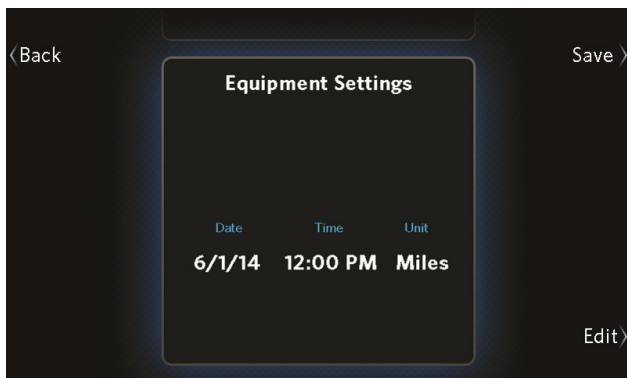 Back
Save
Equipment Settings
Date Time Unit
6/1/14 12:00 PM Miles
Edit